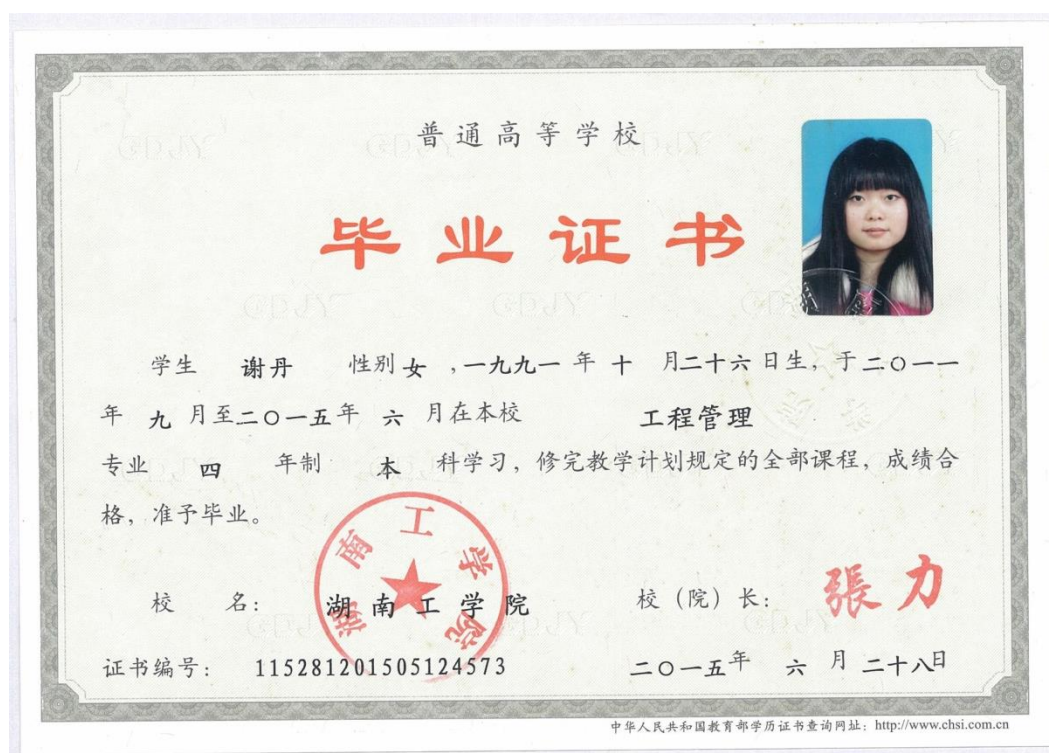 普通高等学校
毕业证书
学生 谢丹 性别 女 ,一九九一 年 十 月二十六 日生, 于二〇一一
年 九 月至二〇一五年 六 月在本校 工程管理
专业 四 年制 本 科学习, 修完教学计划规定的全部课程, 成绩合
格, 准予毕业。
湖南工学院
校 名: 湖南工学院 校(院)长: 張力
证书编号: 115281201505124573 二〇一五年 六 月 二十八日
中华人民共和国教育部学历证书查询网址: http://www.chsi.com.cn